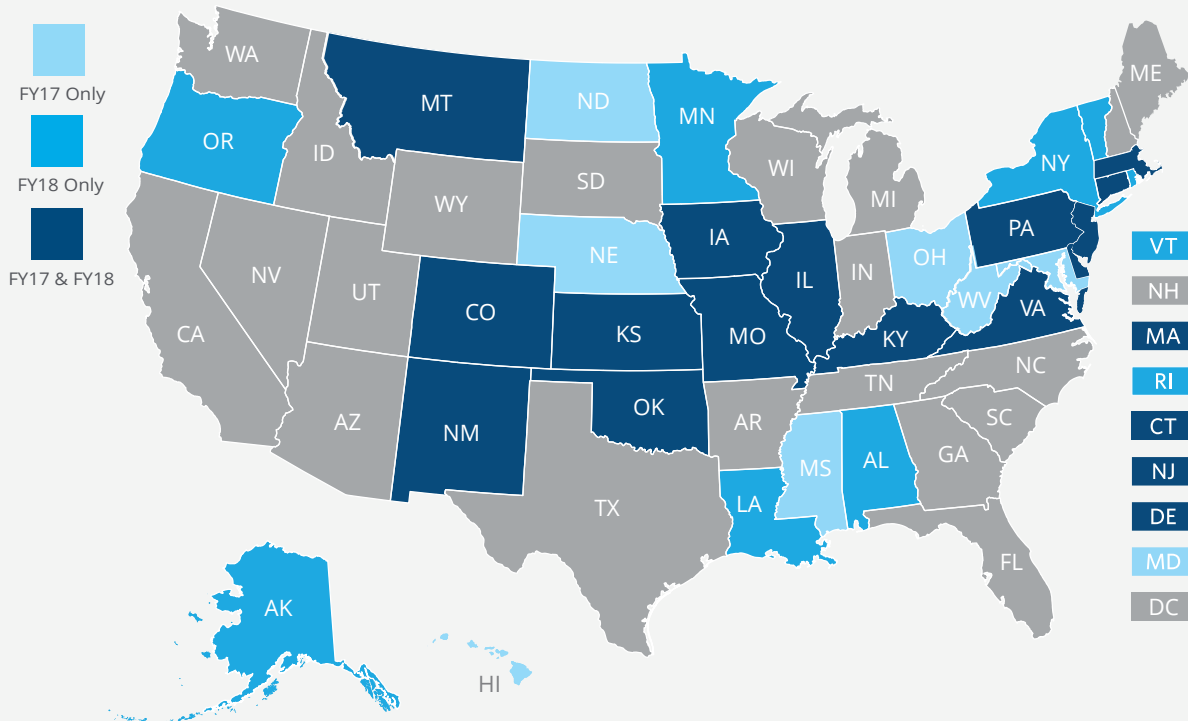 FY17 Only
FY18 Only
FY17 & FY18
WA
MT
ND
MN
ME
OR
ID
WY
SD
WI
MI
NY
NV
UT
CA
NE
IA
PA
CO
KS
MO
IL
IN
OH
WV
VA
KY
AZ
NM
OK
AR
TN
NC
SC
TX
LA
MS
AL
GA
FL
AK
HI
VT
NH
MA
RI
CT
NJ
DE
MD
DC